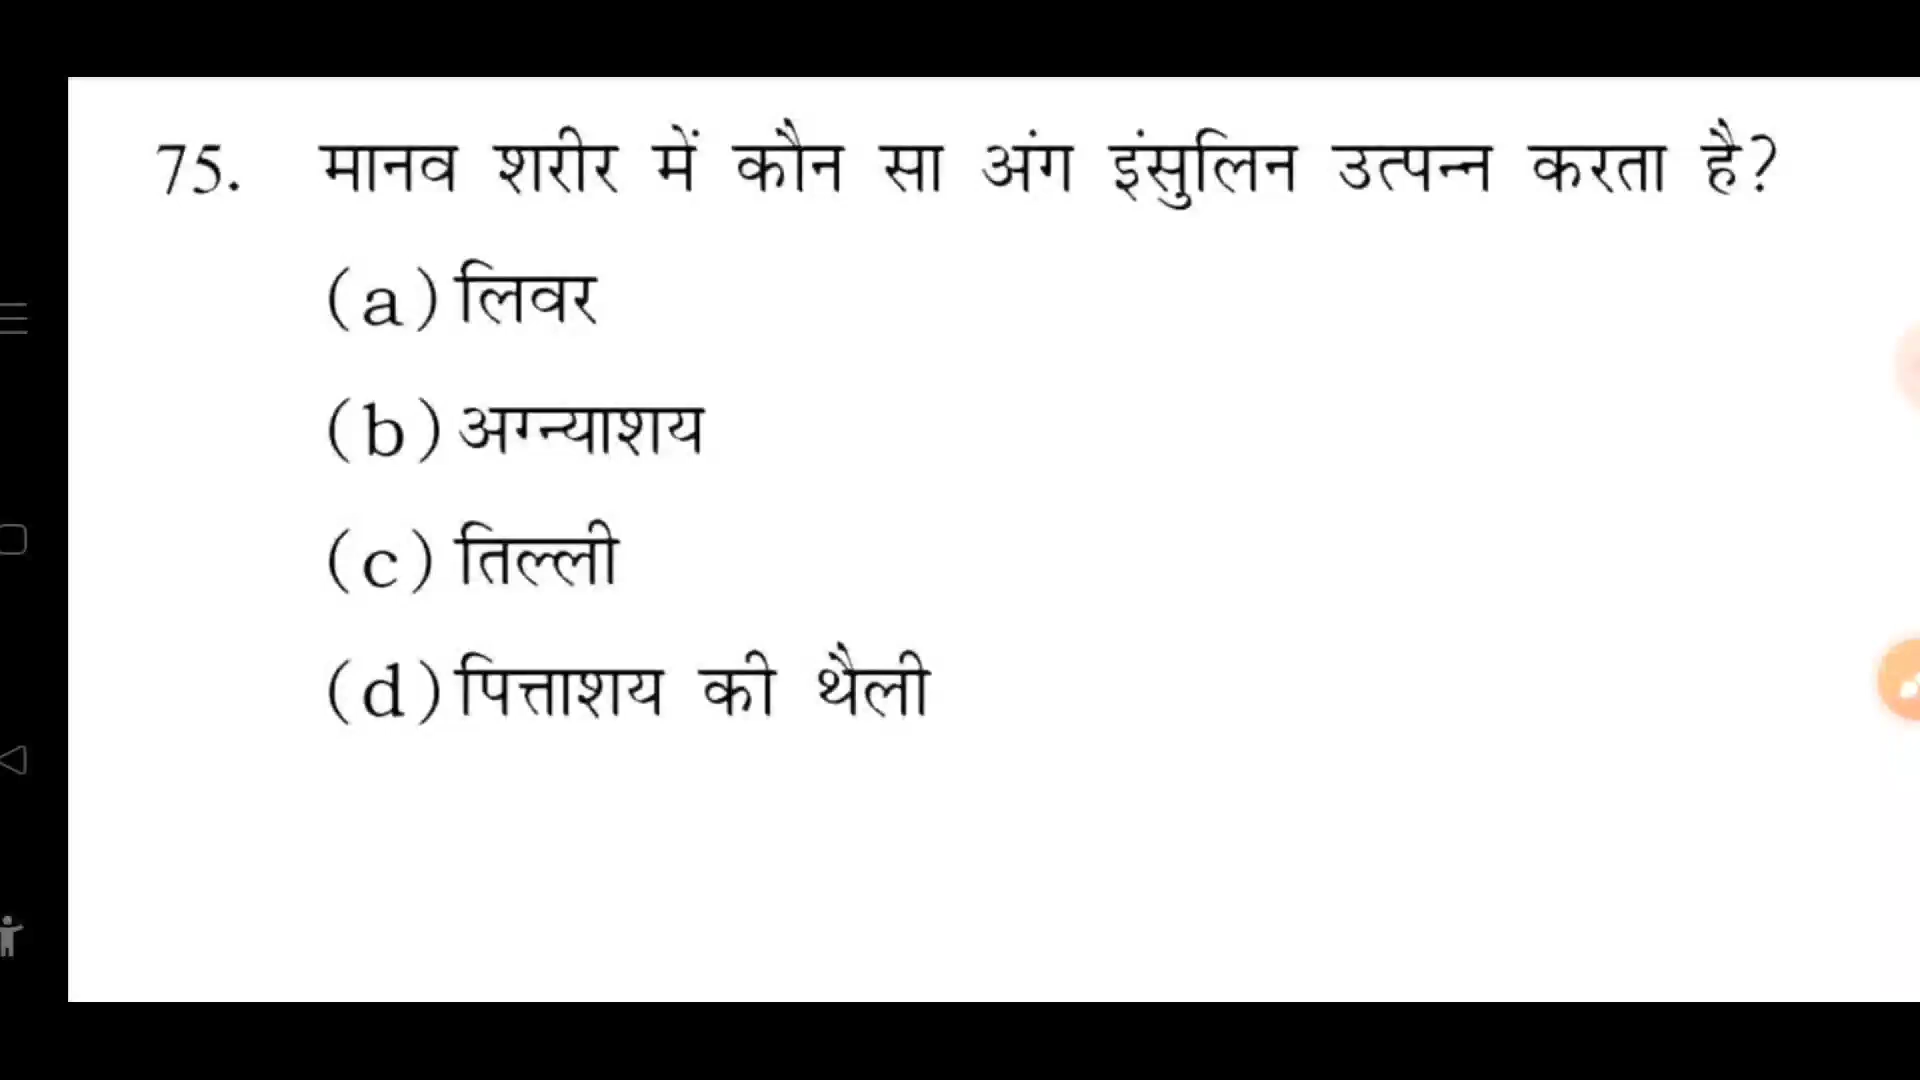 75. मानव शरीर में कौन सा अंग इंसुलिन उत्पन्न करता है?
(a) लिवर
(b) अग्न्याशय
(c) तिल्ली
(d) पित्ताशय की थैली